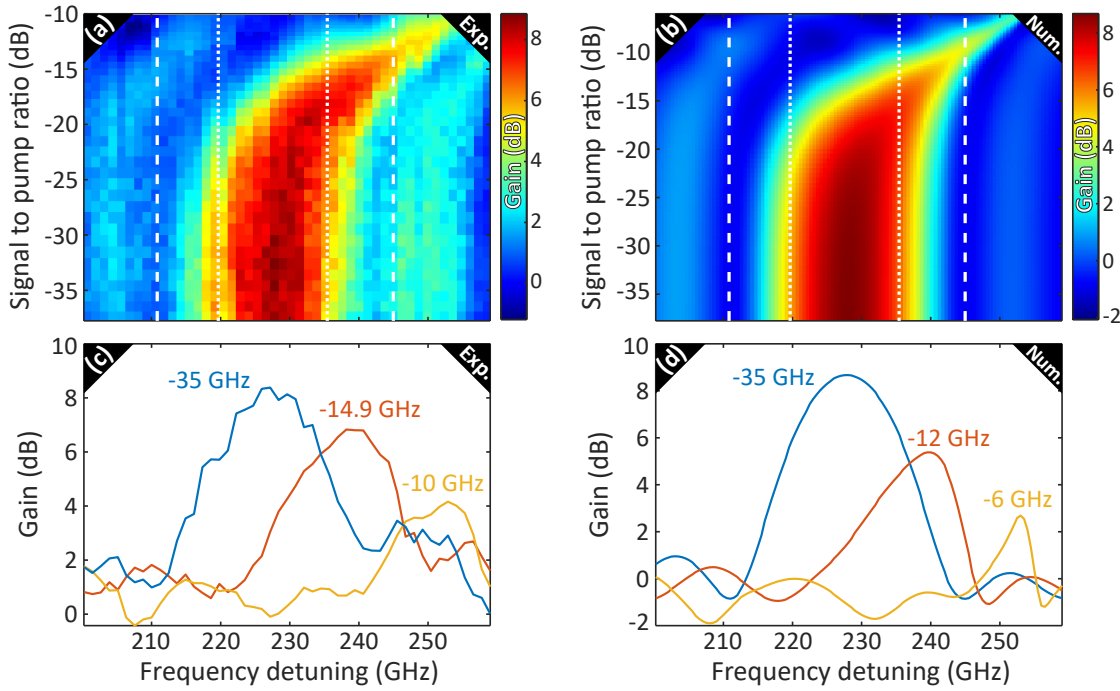 (a)
Exp.
Signal to pump ratio (dB)
-10
-15
-20
-25
-30
-35
Gain (dB)
8
6
4
2
0
(b)
Num.
Signal to pump ratio (dB)
-10
-15
-20
-25
-30
-35
Gain (dB)
8
6
4
2
0
-2
(c)
Exp.
Gain (dB)
10
8
6
4
2
0
-35 GHz
-14.9 GHz
-10 GHz
210
220
230
240
250
Frequency detuning (GHz)
(d)
Num.
Gain (dB)
10
8
6
4
2
0
-2
-35 GHz
-12 GHz
-6 GHz
210
220
230
240
250
Frequency detuning (GHz)